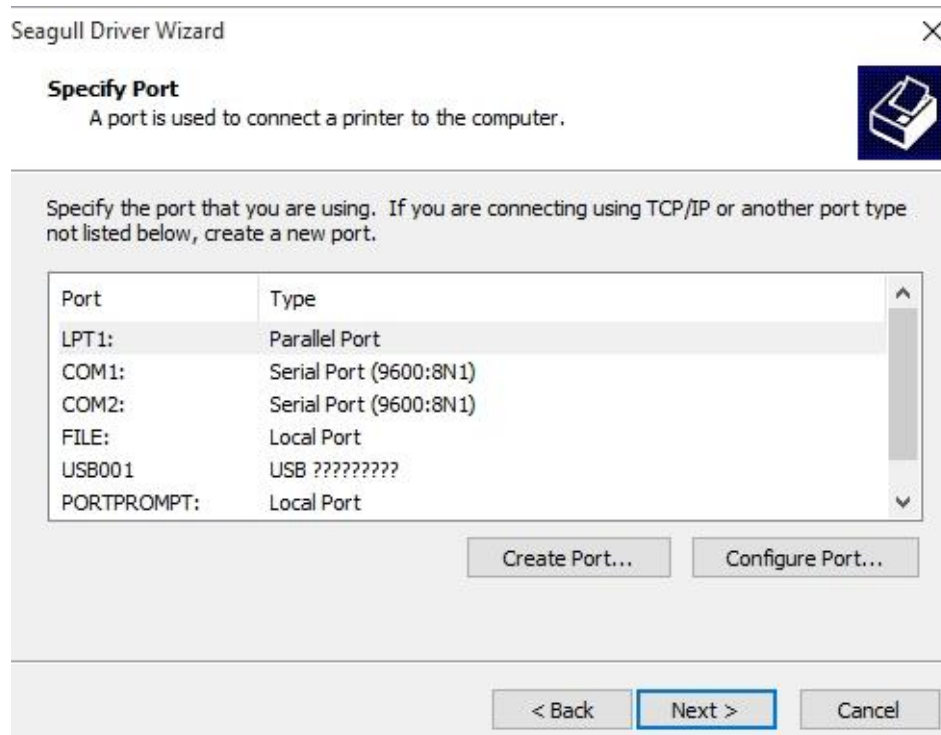 Seagull Driver Wizard
Specify Port
A port is used to connect a printer to the computer.
Specify the port that you are using. If you are connecting using TCP/IP or another port type
not listed below, create a new port.
Port Type
LPT1: Parallel Port
COM1: Serial Port (9600:8N1)
COM2: Serial Port (9600:8N1)
FILE: Local Port
USB001 USB ?????????
PORTPROMPT: Local Port
Create Port... Configure Port...
< Back Next > Cancel